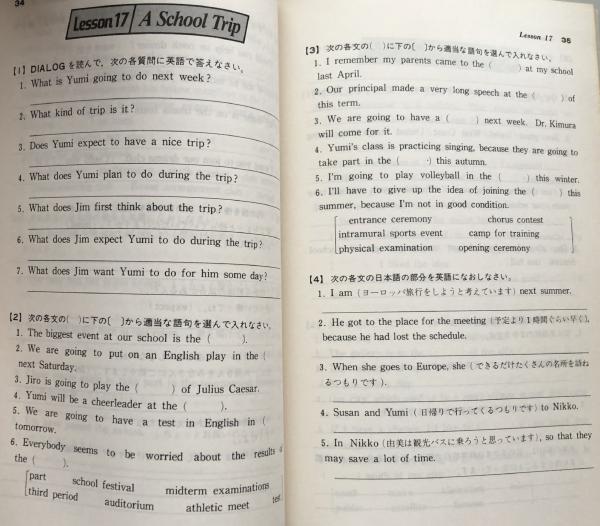 34
Lesson 17 A School Trip
【1】DIALOG を読んで，次の各質問に英語で答えなさい。
1. What is Yumi going to do next week?
2. What kind of trip is it?
3. Does Yumi expect to have a nice trip?
4. What does Yumi plan to do during the trip?
5. What does Jim first think about the trip?
6. What does Jim expect Yumi to do during the trip?
7. What does Jim want Yumi to do for him some day?
【2】次の各文の(　)に下の〔　〕から適当な語句を選んで入れなさい。
1. The biggest event at our school is the (　　).
2. We are going to put on an English play in the (
next Saturday.
3. Jiro is going to play the (　　) of Julius Caesar.
4. Yumi will be a cheerleader at the (　　).
5. We are going to have a test in English in (
tomorrow.
6. Everybody seems to be worried about the results
the (　　).
part school festival midterm examinations
third period auditorium athletic meet
Lesson 17 35
【3】次の各文の(　)に下の〔　〕から適当な語句を選んで入れなさい。
1. I remember my parents came to the (　　) at my school
last April.
2. Our principal made a very long speech at the (　　) of
this term.
3. We are going to have a (　　) next week. Dr. Kimura
will come for it.
4. Yumi's class is practicing singing, because they are going to
take part in the (　　) this autumn.
5. I'm going to play volleyball in the (　　) this winter.
6. I'll have to give up the idea of joining the (　　) this
summer, because I'm not in good condition.
entrance ceremony chorus contest
intramural sports event camp for training
physical examination opening ceremony
【4】次の各文の日本語の部分を英語になおしなさい。
1. I am (ヨーロッパ旅行をしようと考えています) next summer.
2. He got to the place for the meeting (予定より1時間ぐらい早く),
because he had lost the schedule.
3. When she goes to Europe, she (できるだけたくさんの名所を訪ね
るつもりです).
4. Susan and Yumi (日帰りで行ってくるつもりです) to Nikko.
5. In Nikko (由美は観光バスに乗ろうと思っています), so that they
may save a lot of time.